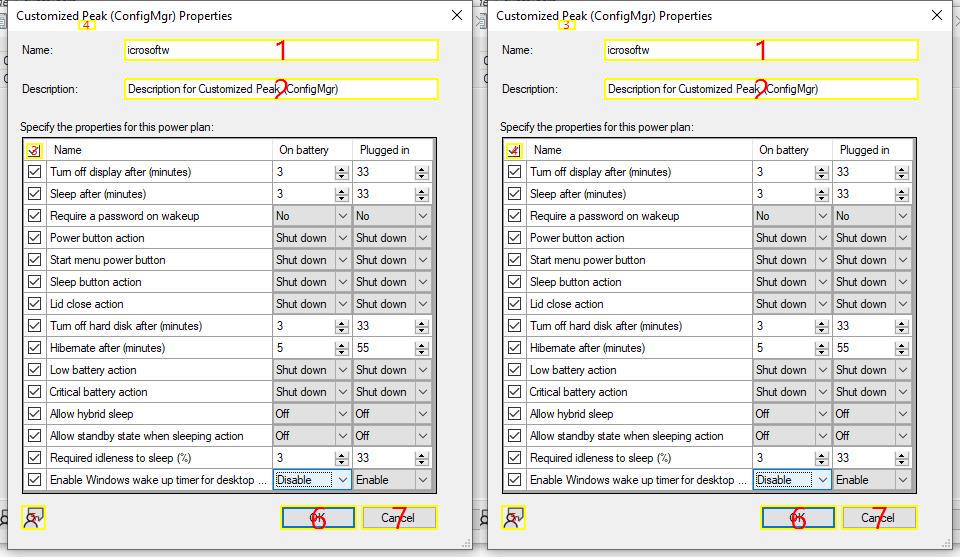 Customized Peak (ConfigMgr) Properties
4
Name: icrosoftw 1
Description: Description for Customized Peak (ConfigMgr) 2
Specify the properties for this power plan:
3 Name On battery Plugged in
Turn off display after (minutes) 3 33
Sleep after (minutes) 3 33
Require a password on wakeup No No
Power button action Shut down Shut down
Start menu power button Shut down Shut down
Sleep button action Shut down Shut down
Lid close action Shut down Shut down
Turn off hard disk after (minutes) 3 33
Hibernate after (minutes) 5 55
Low battery action Shut down Shut down
Critical battery action Shut down Shut down
Allow hybrid sleep Off Off
Allow standby state when sleeping action Off Off
Required idleness to sleep (%) 3 33
Enable Windows wake up timer for desktop ... Disable Enable
5 OK 6 Cancel 7
Customized Peak (ConfigMgr) Properties
3
Name: icrosoftw 1
Description: Description for Customized Peak (ConfigMgr) 2
Specify the properties for this power plan:
4 Name On battery Plugged in
Turn off display after (minutes) 3 33
Sleep after (minutes) 3 33
Require a password on wakeup No No
Power button action Shut down Shut down
Start menu power button Shut down Shut down
Sleep button action Shut down Shut down
Lid close action Shut down Shut down
Turn off hard disk after (minutes) 3 33
Hibernate after (minutes) 5 55
Low battery action Shut down Shut down
Critical battery action Shut down Shut down
Allow hybrid sleep Off Off
Allow standby state when sleeping action Off Off
Required idleness to sleep (%) 3 33
Enable Windows wake up timer for desktop ... Disable Enable
5 OK 6 Cancel 7